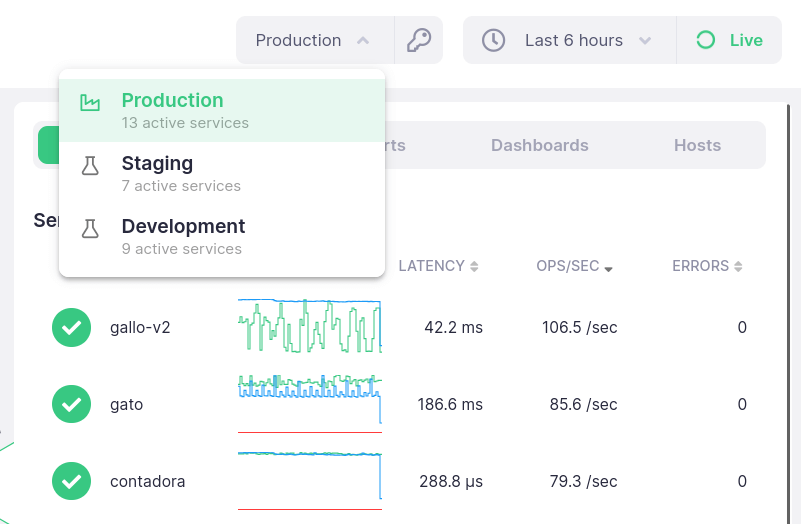 Production
Last 6 hours
Live
Production
13 active services
Staging
7 active services
Development
9 active services
Dashboards
Hosts
LATENCY
OPS/SEC
ERRORS
gallo-v2
42.2 ms
106.5 /sec
0
gato
186.6 ms
85.6 /sec
0
contadora
288.8 µs
79.3 /sec
0